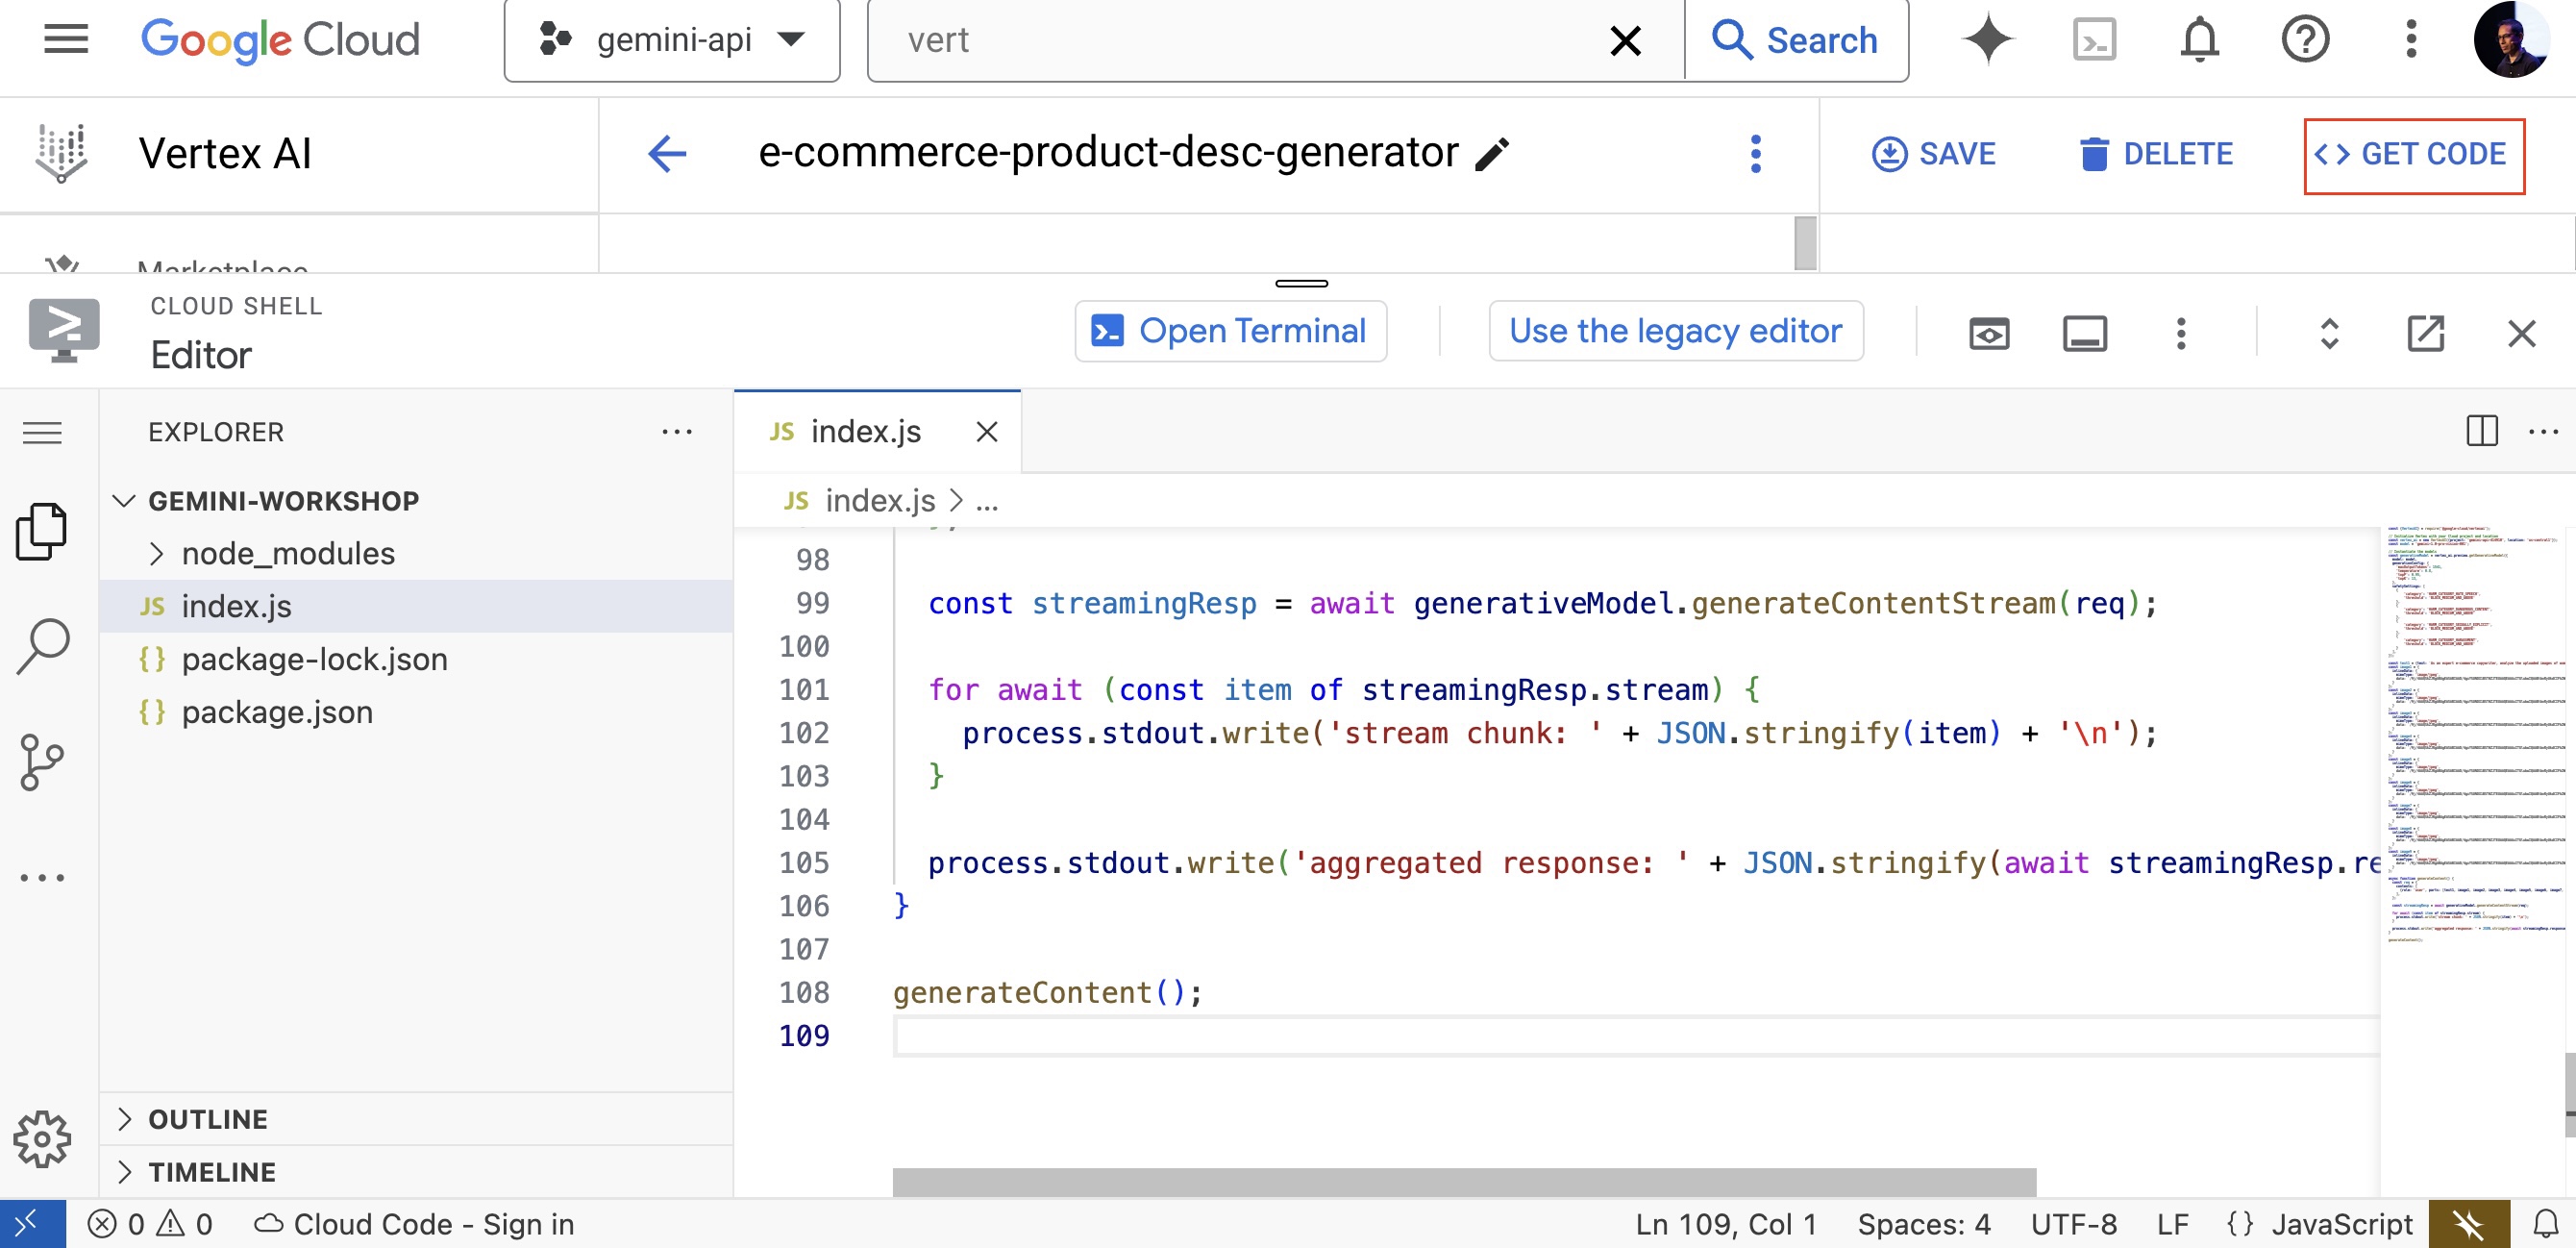 Google Cloud
gemini-api
vert
Search
Vertex AI
e-commerce-product-desc-generator
SAVE
DELETE
GET CODE
Marketplace
CLOUD SHELL
Editor
Open Terminal
Use the legacy editor
EXPLORER
JS index.js
GEMINI-WORKSHOP
JS index.js > ...
node_modules
JS index.js
{} package-lock.json
{} package.json
98
99 const streamingResp = await generativeModel.generateContentStream(req);
100
101 for await (const item of streamingResp.stream) {
102 process.stdout.write('stream chunk: ' + JSON.stringify(item) + '\n');
103 }
104
105 process.stdout.write('aggregated response: ' + JSON.stringify(await streamingResp.re
106 }
107
108 generateContent();
109
OUTLINE
TIMELINE
0 0 Cloud Code - Sign in
Ln 109, Col 1 Spaces: 4 UTF-8 LF {} JavaScript